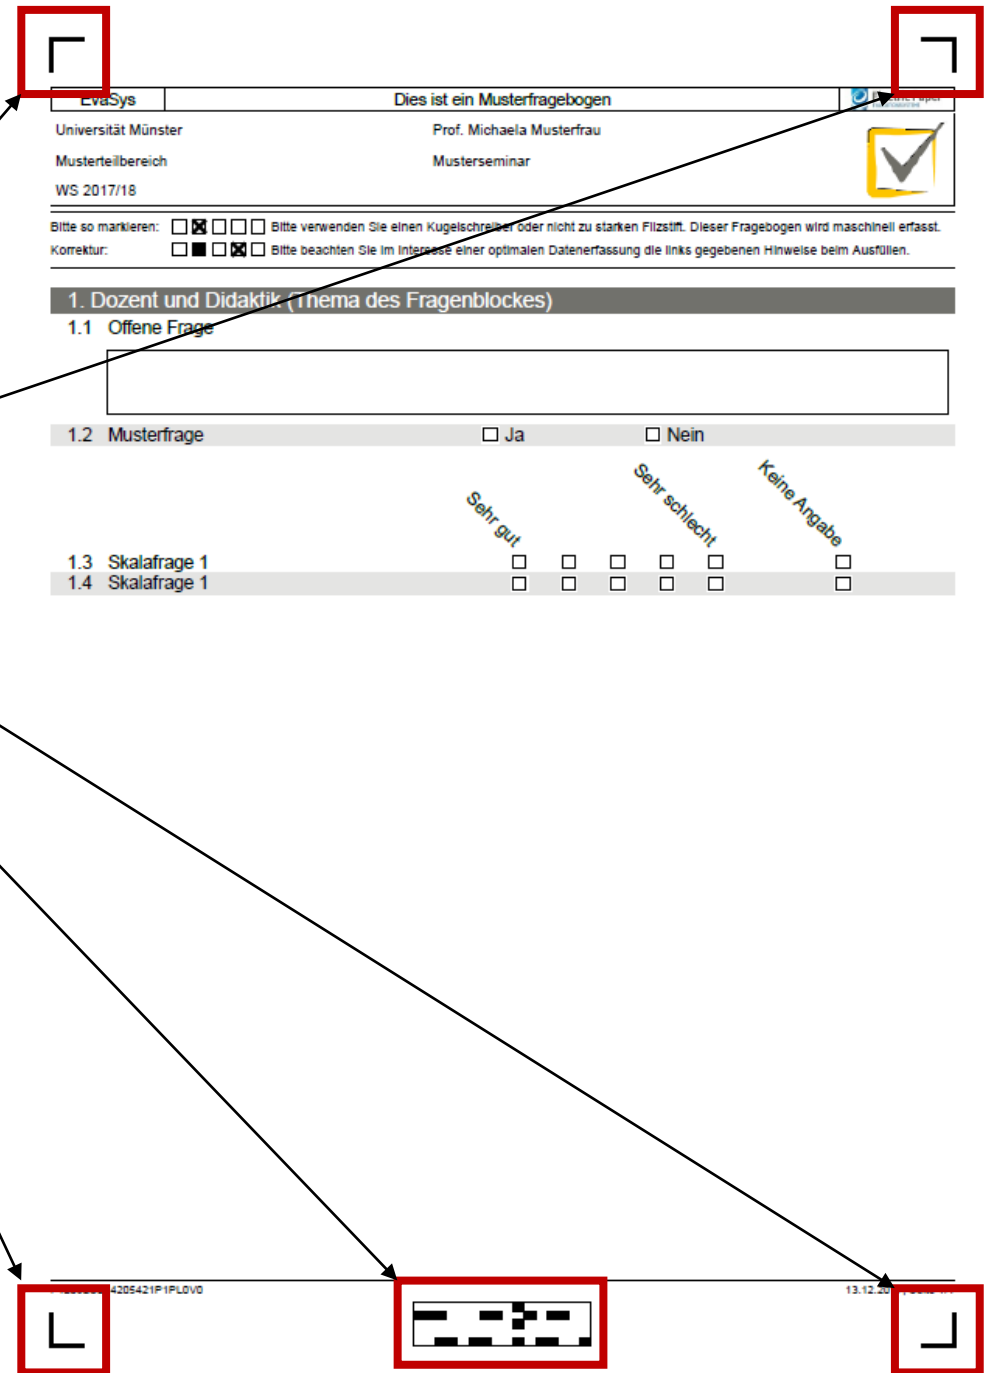 EvaSys Dies ist ein Musterfragebogen
Universität Münster Prof. Michaela Musterfrau
Musterteilbereich Musterseminar
WS 2017/18
Bitte so markieren: Bitte verwenden Sie einen Kugelschreiber oder nicht zu starken Filzstift. Dieser Fragebogen wird maschinell erfasst.
Korrektur: Bitte beachten Sie im Interesse einer optimalen Datenerfassung die links gegebenen Hinweise beim Ausfüllen.
1. Dozent und Didaktik (Thema des Fragenblockes)
1.1 Offene Frage
1.2 Musterfrage Ja Nein
Sehr gut Sehr schlecht Keine Angabe
1.3 Skalafrage 1
1.4 Skalafrage 1